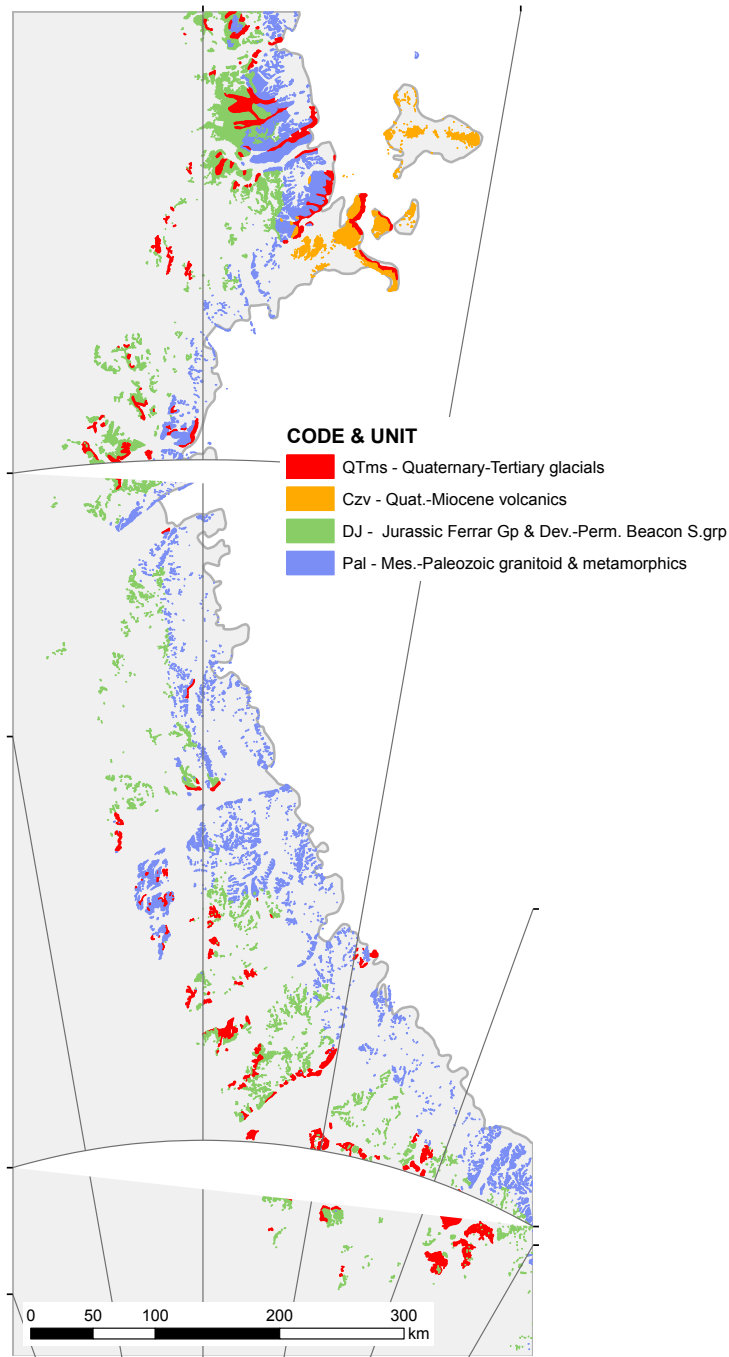 CODE & UNIT
QTms - Quaternary-Tertiary glacials
Czv - Quat.-Miocene volcanics
DJ - Jurassic Ferrar Gp & Dev.-Perm. Beacon S.grp
Pal - Mes.-Paleozoic granitoid & metamorphics
0 50 100 200 300
km